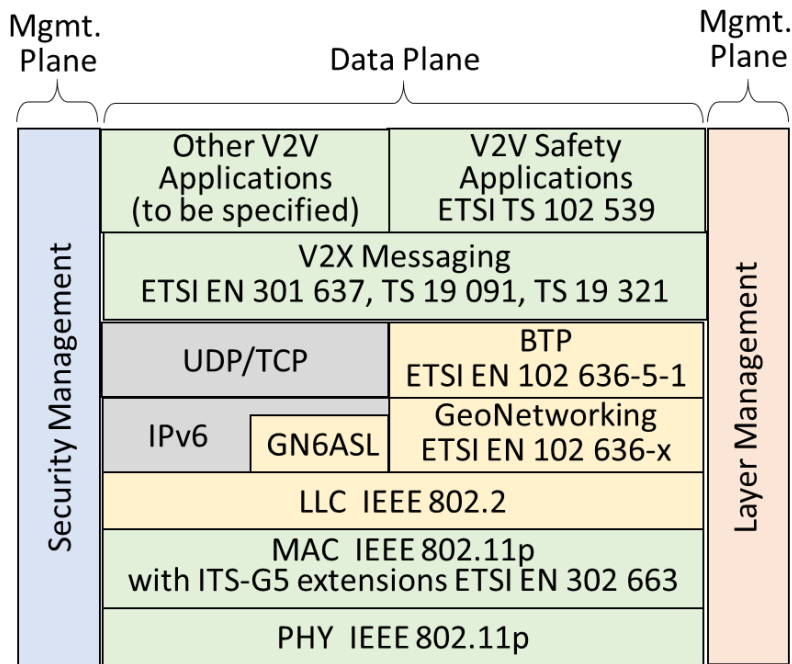 Mgmt.
Plane
Data Plane
Mgmt.
Plane
Security Management
Other V2V
Applications
(to be specified)
V2V Safety
Applications
ETSI TS 102 539
V2X Messaging
ETSI EN 301 637, TS 19 091, TS 19 321
UDP/TCP
BTP
ETSI EN 102 636-5-1
IPv6
GN6ASL
GeoNetworking
ETSI EN 102 636-x
LLC IEEE 802.2
MAC IEEE 802.11p
with ITS-G5 extensions ETSI EN 302 663
PHY IEEE 802.11p
Layer Management